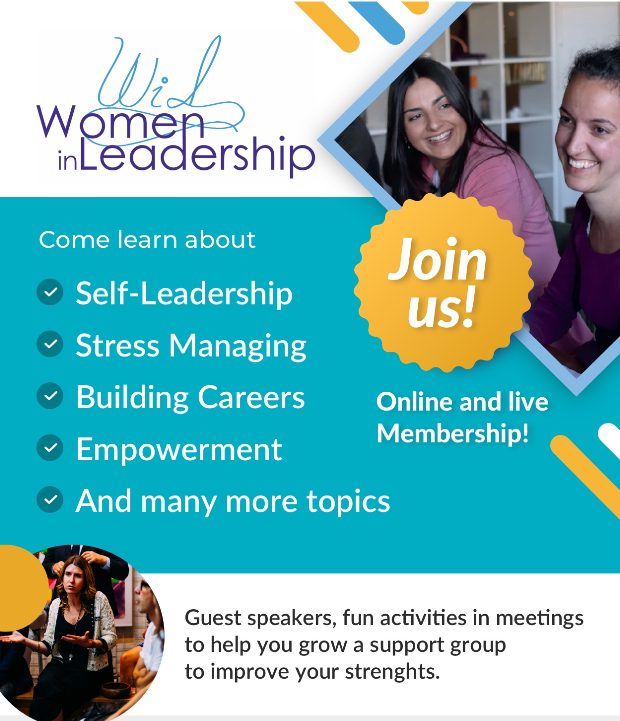 WiL
Women
inLeadership
Come learn about
Self-Leadership
Stress Managing
Building Careers
Empowerment
And many more topics
Join
us!
Online and live
Membership!
Guest speakers, fun activities in meetings
to help you grow a support group
to improve your strenghts.